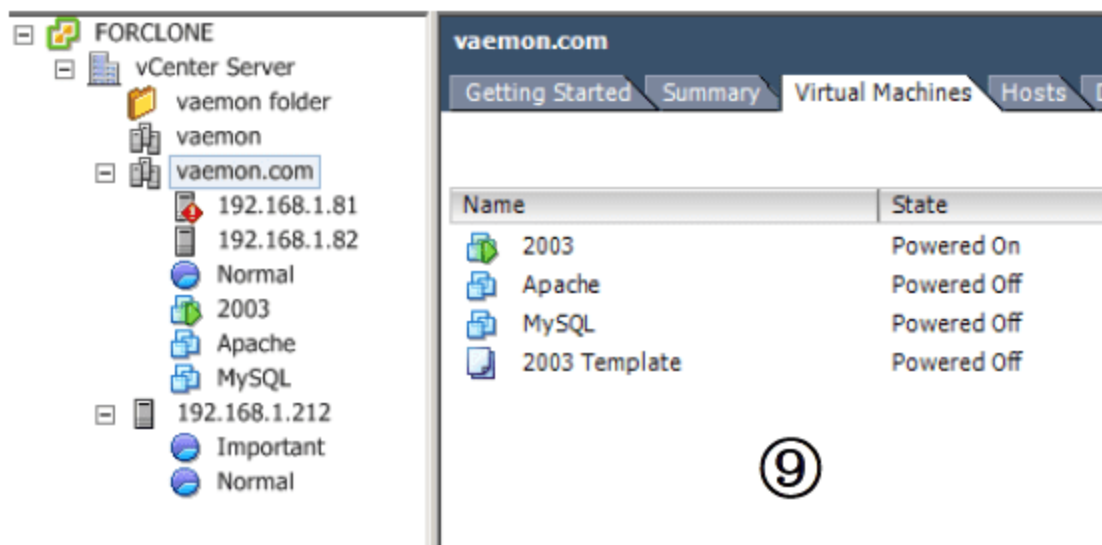 FORCLONE
vCenter Server
vaemon folder
vaemon
vaemon.com
192.168.1.81
192.168.1.82
Normal
2003
Apache
MySQL
192.168.1.212
Important
Normal
vaemon.com
Getting Started Summary Virtual Machines Hosts
Name State
2003 Powered On
Apache Powered Off
MySQL Powered Off
2003 Template Powered Off
⑨